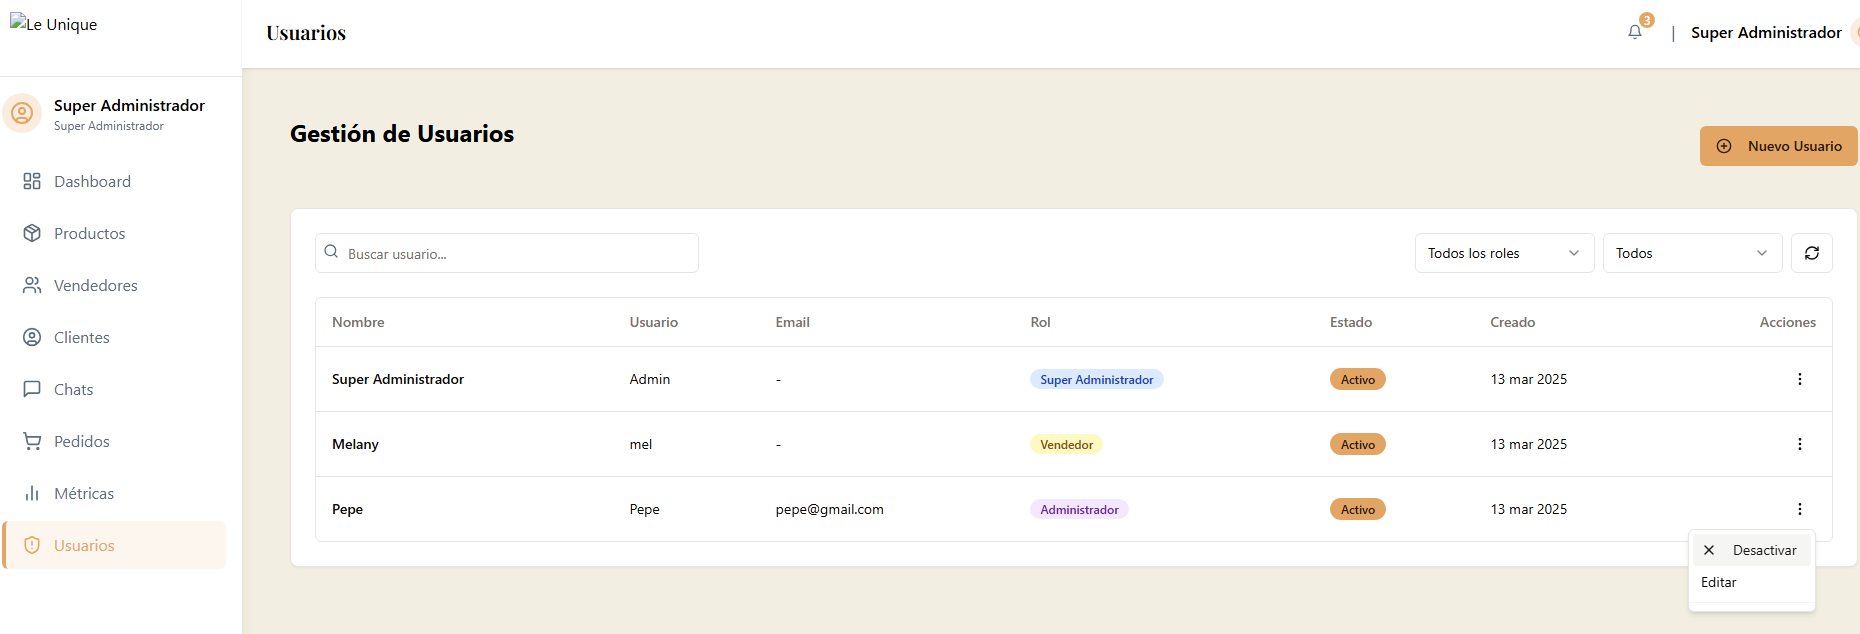 Le Unique
Usuarios
3
| Super Administrador
Super Administrador
Super Administrador
Dashboard
Productos
Vendedores
Clientes
Chats
Pedidos
Métricas
Usuarios
Gestión de Usuarios
Nuevo Usuario
Buscar usuario...
Todos los roles
Todos
Nombre Usuario Email Rol Estado Creado Acciones
Super Administrador Admin - Super Administrador Activo 13 mar 2025
Melany mel - Vendedor Activo 13 mar 2025
Pepe Pepe pepe@gmail.com Administrador Activo 13 mar 2025
Desactivar
Editar